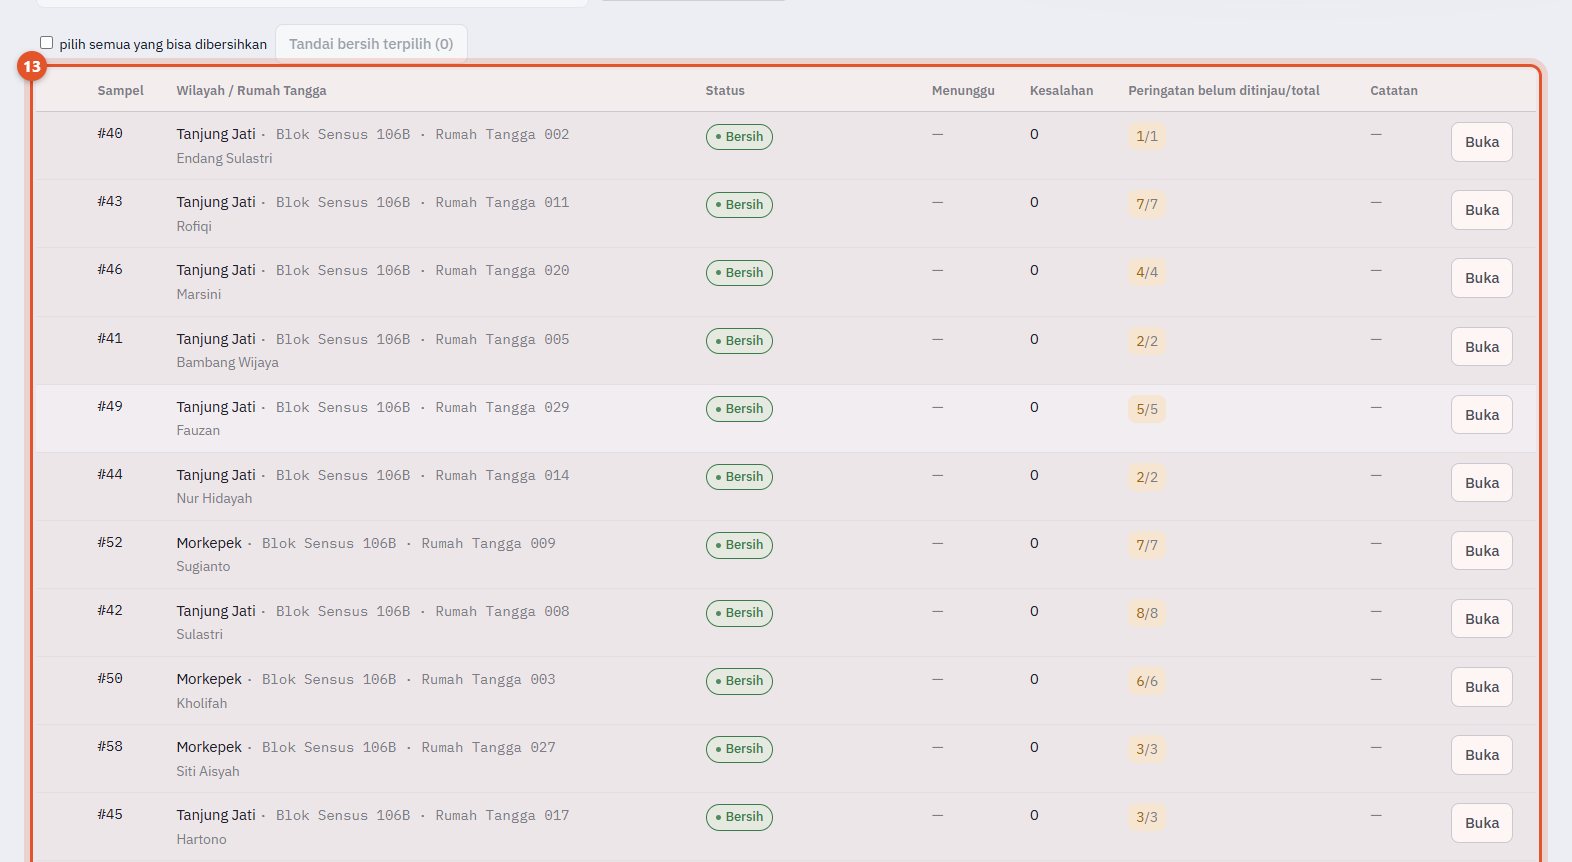 pilih semua yang bisa dibersihkan Tandai bersih terpilih (0)
13
Sampel Wilayah / Rumah Tangga Status Menunggu Kesalahan Peringatan belum ditinjau/total Catatan
#40 Tanjung Jati · Blok Sensus 106B · Rumah Tangga 002 • Bersih — 0 1/1 — Buka
Endang Sulastri
#43 Tanjung Jati · Blok Sensus 106B · Rumah Tangga 011 • Bersih — 0 7/7 — Buka
Rofiqi
#46 Tanjung Jati · Blok Sensus 106B · Rumah Tangga 020 • Bersih — 0 4/4 — Buka
Marsini
#41 Tanjung Jati · Blok Sensus 106B · Rumah Tangga 005 • Bersih — 0 2/2 — Buka
Bambang Wijaya
#49 Tanjung Jati · Blok Sensus 106B · Rumah Tangga 029 • Bersih — 0 5/5 — Buka
Fauzan
#44 Tanjung Jati · Blok Sensus 106B · Rumah Tangga 014 • Bersih — 0 2/2 — Buka
Nur Hidayah
#52 Morkepek · Blok Sensus 106B · Rumah Tangga 009 • Bersih — 0 7/7 — Buka
Sugianto
#42 Tanjung Jati · Blok Sensus 106B · Rumah Tangga 008 • Bersih — 0 8/8 — Buka
Sulastri
#50 Morkepek · Blok Sensus 106B · Rumah Tangga 003 • Bersih — 0 6/6 — Buka
Kholifah
#58 Morkepek · Blok Sensus 106B · Rumah Tangga 027 • Bersih — 0 3/3 — Buka
Siti Aisyah
#45 Tanjung Jati · Blok Sensus 106B · Rumah Tangga 017 • Bersih — 0 3/3 — Buka
Hartono